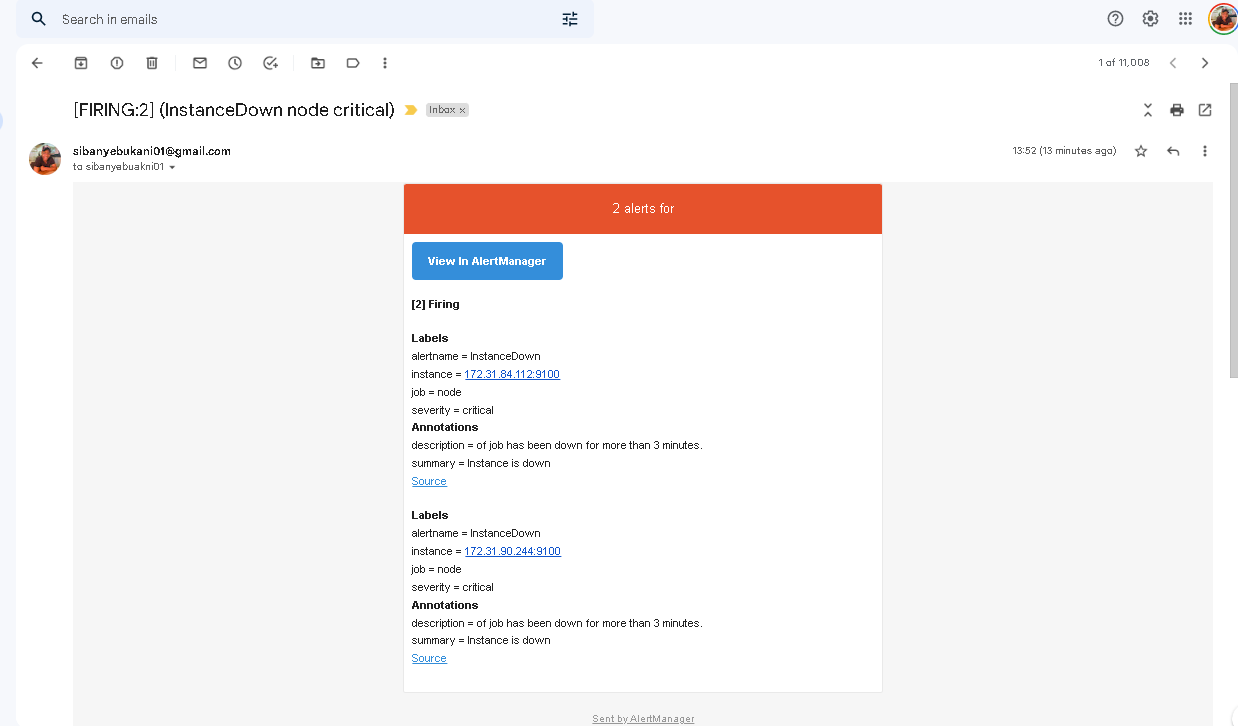 Search in emails
1 of 11,008
[FIRING:2] (InstanceDown node critical)
Inbox x
sibanyebukani01@gmail.com
13:52 (13 minutes ago)
to sibanyebuakni01
2 alerts for
View In AlertManager
[2] Firing
Labels
alertname = InstanceDown
instance = 172.31.84.112:9100
job = node
severity = critical
Annotations
description = of job has been down for more than 3 minutes.
summary = Instance is down
Source
Labels
alertname = InstanceDown
instance = 172.31.90.244:9100
job = node
severity = critical
Annotations
description = of job has been down for more than 3 minutes.
summary = Instance is down
Source
Sent by AlertManager